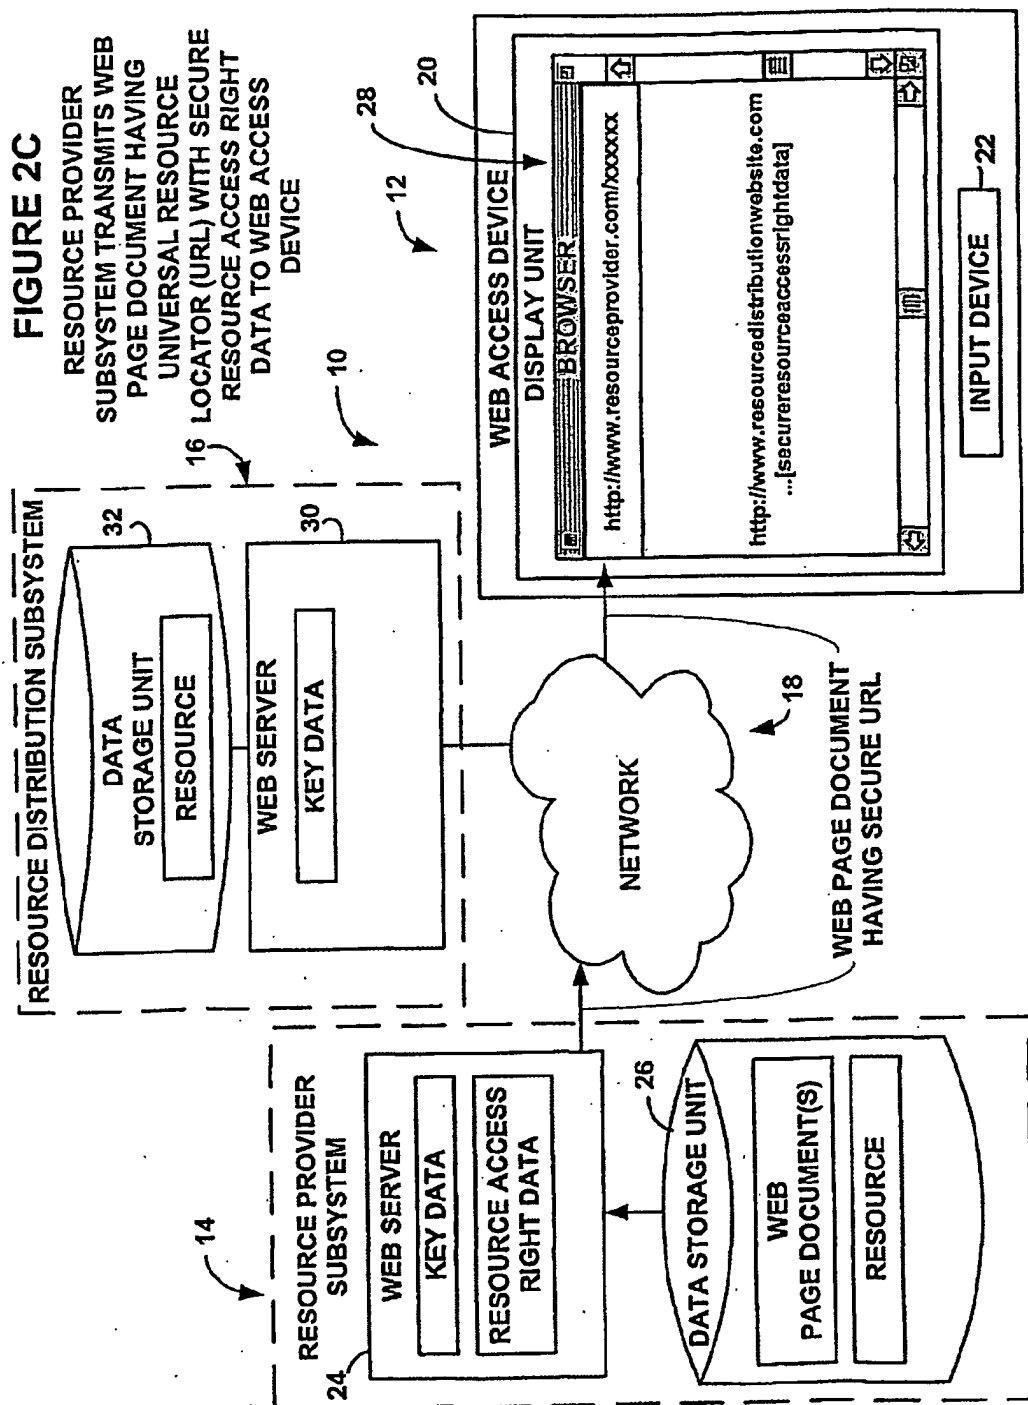 FIGURE 2C
RESOURCE PROVIDER
SUBSYSTEM TRANSMITS WEB
PAGE DOCUMENT HAVING
UNIVERSAL RESOURCE
LOCATOR (URL) WITH SECURE
RESOURCE ACCESS RIGHT
DATA TO WEB ACCESS
DEVICE
10
12
14
RESOURCE PROVIDER
SUBSYSTEM
24
WEB SERVER
KEY DATA
RESOURCE ACCESS
RIGHT DATA
26
DATA STORAGE UNIT
WEB
PAGE DOCUMENT(S)
RESOURCE
RESOURCE DISTRIBUTION SUBSYSTEM
16
32
DATA
STORAGE UNIT
RESOURCE
30
WEB SERVER
KEY DATA
NETWORK
18
WEB PAGE DOCUMENT
HAVING SECURE URL
WEB ACCESS DEVICE
20
DISPLAY UNIT
28
BROWSER
http://www.resourceprovider.com/xxxxxx
http://www.resourcedistributionwebsite.com
...[secureresourceaccessrightdata]
INPUT DEVICE
22